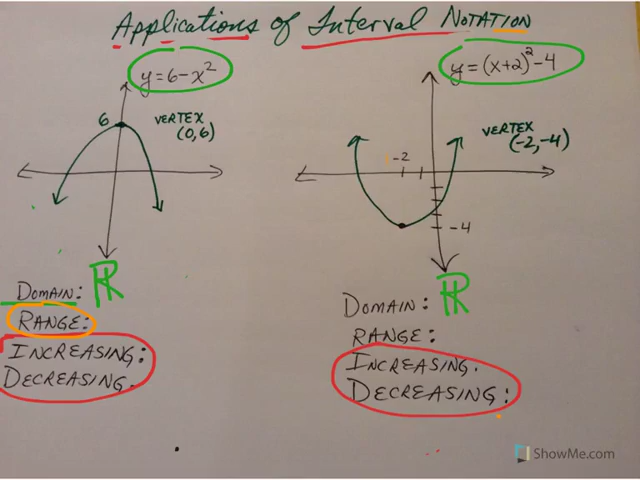 Applications of Interval Notation
y = 6 - x²
6
VERTEX
(0,6)
DOMAIN: ℝ
RANGE:
INCREASING:
DECREASING.
y = (x+2)² - 4
VERTEX
(-2,-4)
-2
-4
DOMAIN: ℝ
RANGE:
INCREASING.
DECREASING:
ShowMe.com